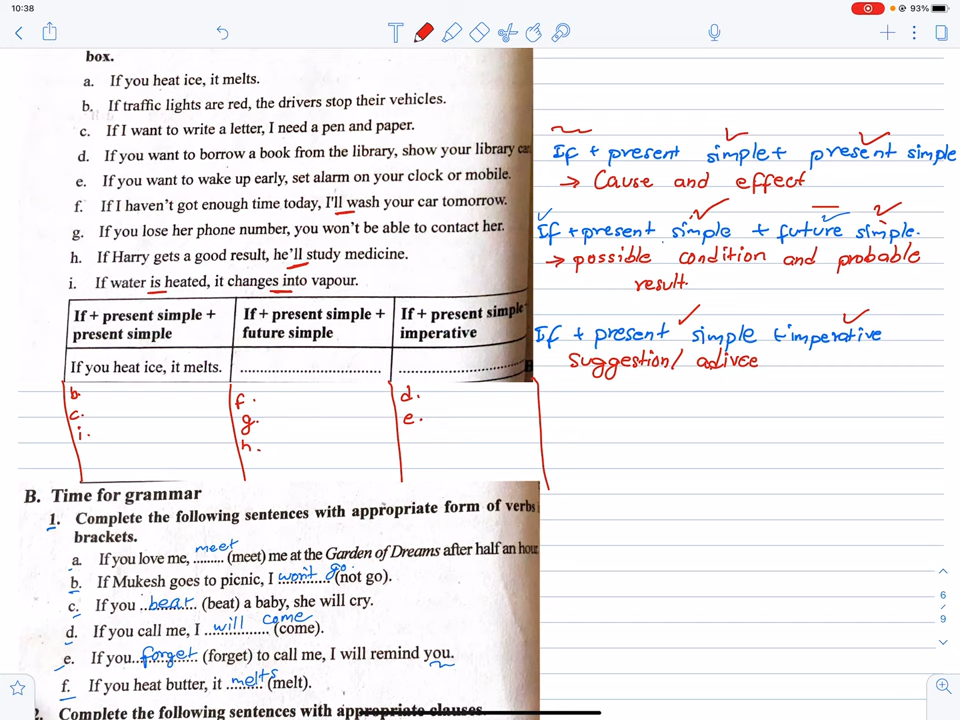 10:38
93%
box.
a. If you heat ice, it melts.
b. If traffic lights are red, the drivers stop their vehicles.
c. If I want to write a letter, I need a pen and paper.
d. If you want to borrow a book from the library, show your library car
e. If you want to wake up early, set alarm on your clock or mobile.
f. If I haven't got enough time today, I'll wash your car tomorrow.
g. If you lose her phone number, you won't be able to contact her.
h. If Harry gets a good result, he'll study medicine.
i. If water is heated, it changes into vapour.
If + present simple + present simple
If + present simple + future simple
If + present simple imperative
If you heat ice, it melts.
b.
c.
i.
f.
g.
h.
d.
e.
If + present simple + present simple
→ Cause and effect
If + present simple + future simple.
→ possible condition and probable
result.
If + present simple + imperative
suggestion/ advice
B. Time for grammar
1. Complete the following sentences with appropriate form of verbs
brackets.
a. If you love me, meet ......... (meet) me at the Garden of Dreams after half an hour
b. If Mukesh goes to picnic, I won't go (not go).
c. If you beat (beat) a baby, she will cry.
d. If you call me, I will come (come).
e. If you forget (forget) to call me, I will remind you.
f. If you heat butter, it melts (melt).
2. Complete the following sentences with appropriate clauses.
6/9